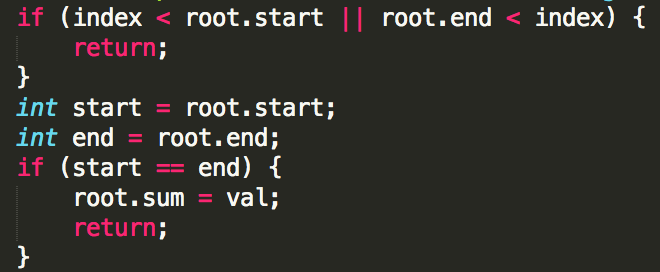 if (index < root.start || root.end < index) {
    return;
}
int start = root.start;
int end = root.end;
if (start == end) {
    root.sum = val;
    return;
}